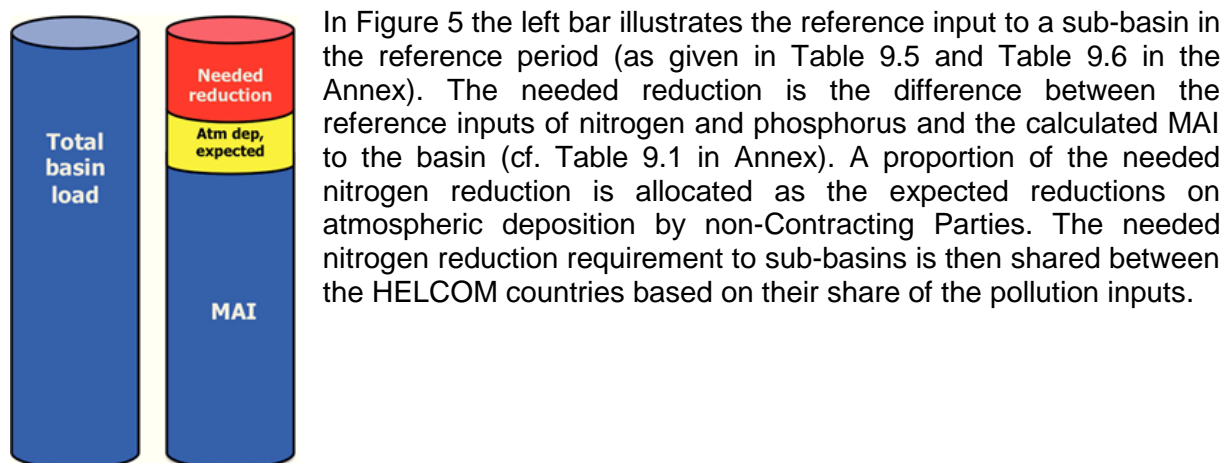 Total
basin
load
Needed
reduction
Atm dep,
expected
MAI
In Figure 5 the left bar illustrates the reference input to a sub-basin in
the reference period (as given in Table 9.5 and Table 9.6 in the
Annex). The needed reduction is the difference between the
reference inputs of nitrogen and phosphorus and the calculated MAI
to the basin (cf. Table 9.1 in Annex). A proportion of the needed
nitrogen reduction is allocated as the expected reductions on
atmospheric deposition by non-Contracting Parties. The needed
nitrogen reduction requirement to sub-basins is then shared between
the HELCOM countries based on their share of the pollution inputs.